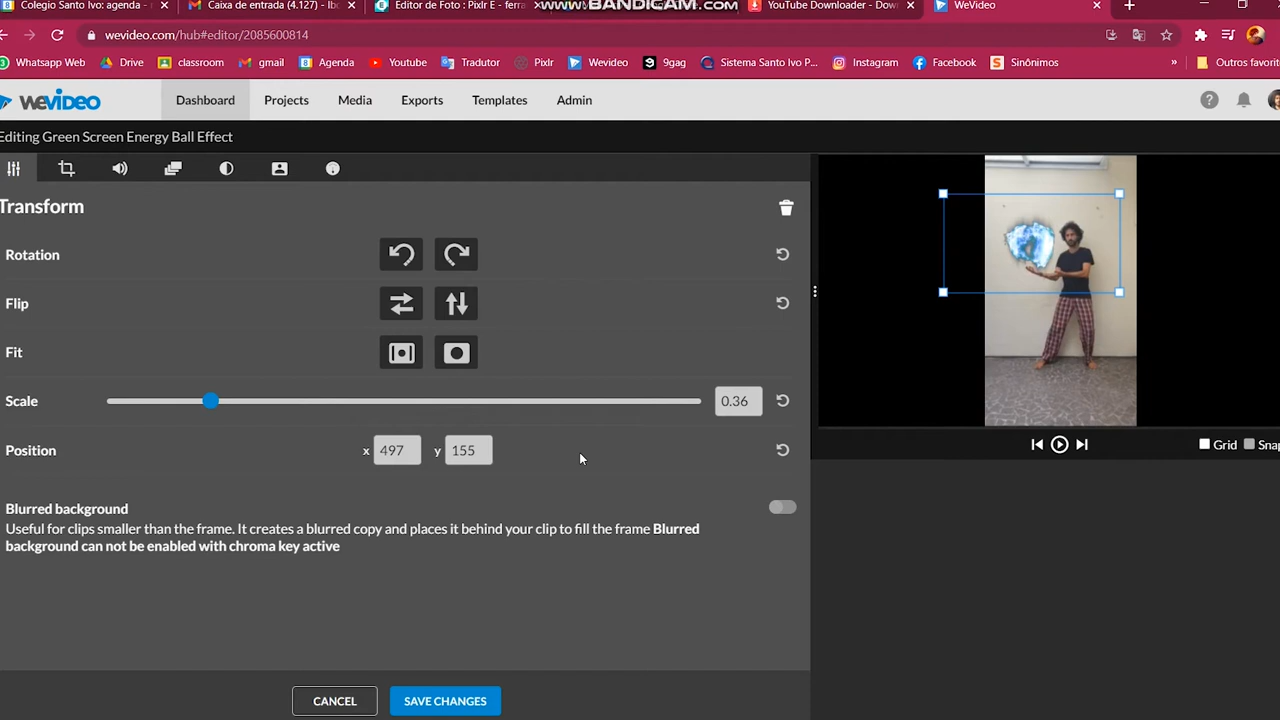 Colegio Santo Ivo: agenda -
Caixa de entrada (4.127) - lbc
Editor de Foto : Pixlr E - ferra
www.BANDICAM.com
YouTube Downloader - Dow
WeVideo
wevideo.com/hub#editor/2085600814
Whatsapp Web
Drive
classroom
gmail
Agenda
Youtube
Tradutor
Pixlr
Wevideo
9gag
Sistema Santo Ivo P...
Instagram
Facebook
Sinônimos
»
Outros favorito
WEVIDEO
Dashboard
Projects
Media
Exports
Templates
Admin
Editing Green Screen Energy Ball Effect
Transform
Rotation
Flip
Fit
Scale
0.36
Position
x 497 y 155
Blurred background
Useful for clips smaller than the frame. It creates a blurred copy and places it behind your clip to fill the frame Blurred
background can not be enabled with chroma key active
CANCEL
SAVE CHANGES
Grid
Snap